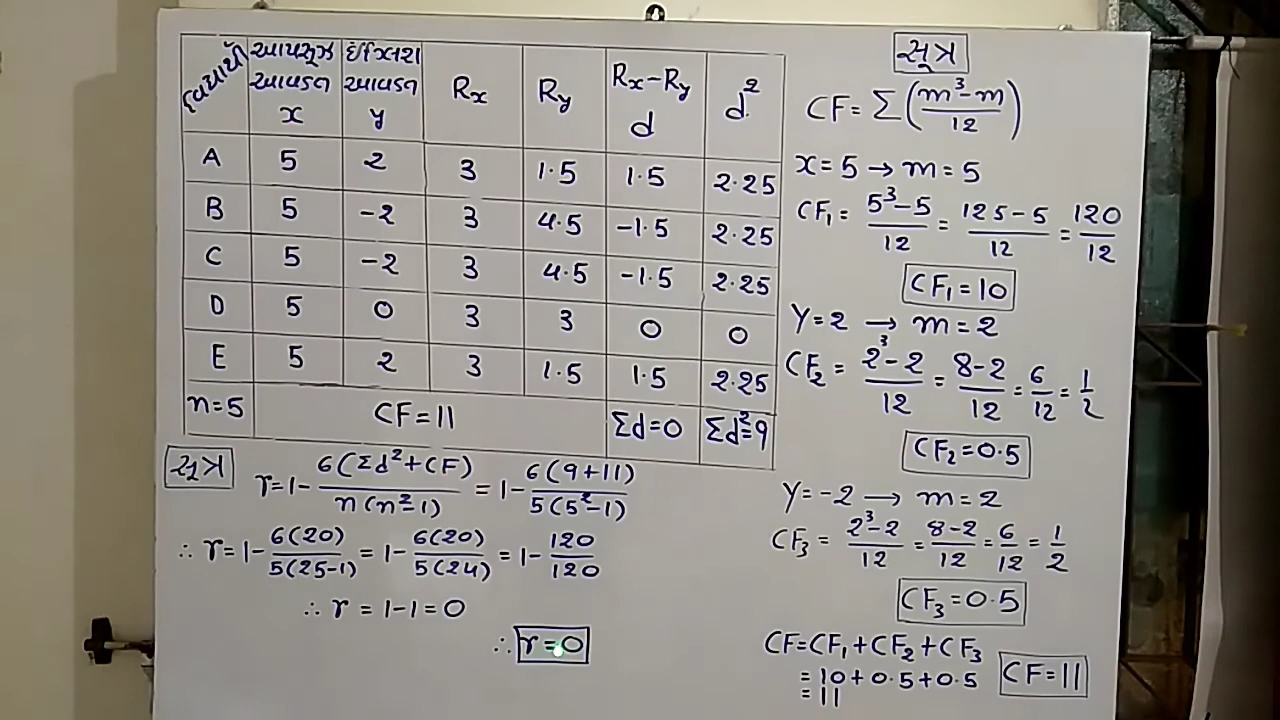 વિદ્યાર્થી | આપસૂઝ આવડત x | ઈજનેરી આવડત y | Rx | Ry | Rx-Ry d | d²
A | 5 | 2 | 3 | 1.5 | 1.5 | 2.25
B | 5 | -2 | 3 | 4.5 | -1.5 | 2.25
C | 5 | -2 | 3 | 4.5 | -1.5 | 2.25
D | 5 | 0 | 3 | 3 | 0 | 0
E | 5 | 2 | 3 | 1.5 | 1.5 | 2.25
n=5 | CF=11 | Σd=0 | Σd²=9
સૂત્ર r=1-6(Σd²+CF)/n(n²-1) = 1-6(9+11)/5(5²-1)
∴ r=1-6(20)/5(25-1) = 1-6(20)/5(24) = 1-120/120
∴ r = 1-1=0
∴ r=0
સૂત્ર
CF=Σ(m³-m/12)
x=5 → m=5
CF₁= 5³-5/12 = 125-5/12 = 120/12
CF₁=10
Y=2 → m=2
CF₂ = 2³-2/12 = 8-2/12 = 6/12 = 1/2
CF₂=0.5
Y=-2 → m=2
CF₃ = 2³-2/12 = 8-2/12 = 6/12 = 1/2
CF₃=0.5
CF=CF₁+CF₂+CF₃
= 10+0.5+0.5
= 11
CF=11